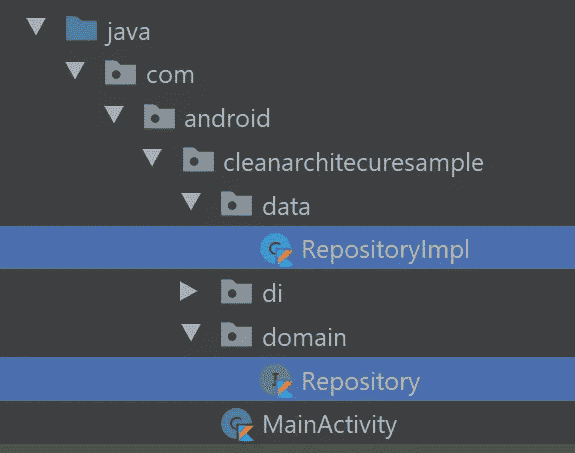 java
com
android
cleanarchitecuresample
data
RepositoryImpl
di
domain
Repository
MainActivity